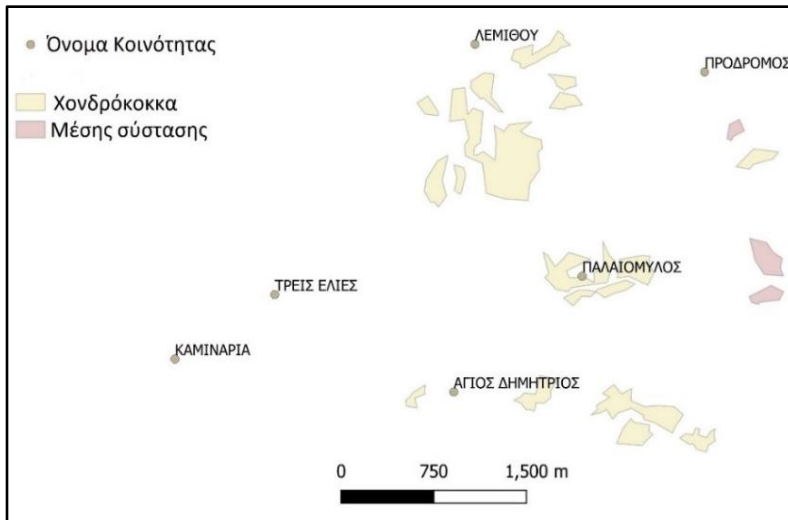 Όνομα Κοινότητας
Χονδρόκοκκα
Μέσης σύστασης
ΛΕΜΙΘΟΥ
ΠΡΟΔΡΟΜΟΣ
ΠΑΛΑΙΟΜΥΛΟΣ
ΤΡΕΙΣ ΕΛΙΕΣ
ΚΑΜΙΝΑΡΙΑ
ΑΓΙΟΣ ΔΗΜΗΤΡΙΟΣ
0 750 1,500 m